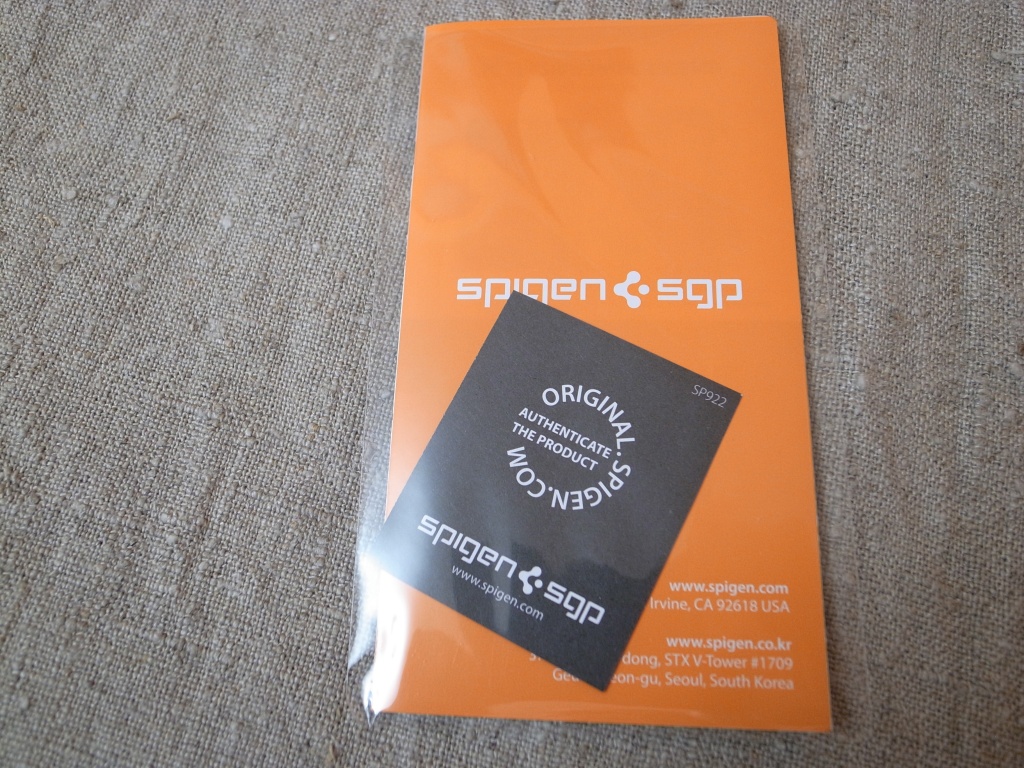 spigen sgp
SP922
ORIGINAL. SPIGEN.COM
AUTHENTICATE
THE PRODUCT
spigen sgp
www.spigen.com
www.spigen.com
Irvine, CA 92618 USA
www.spigen.co.kr
STX V-Tower #1709
Seoul, South Korea